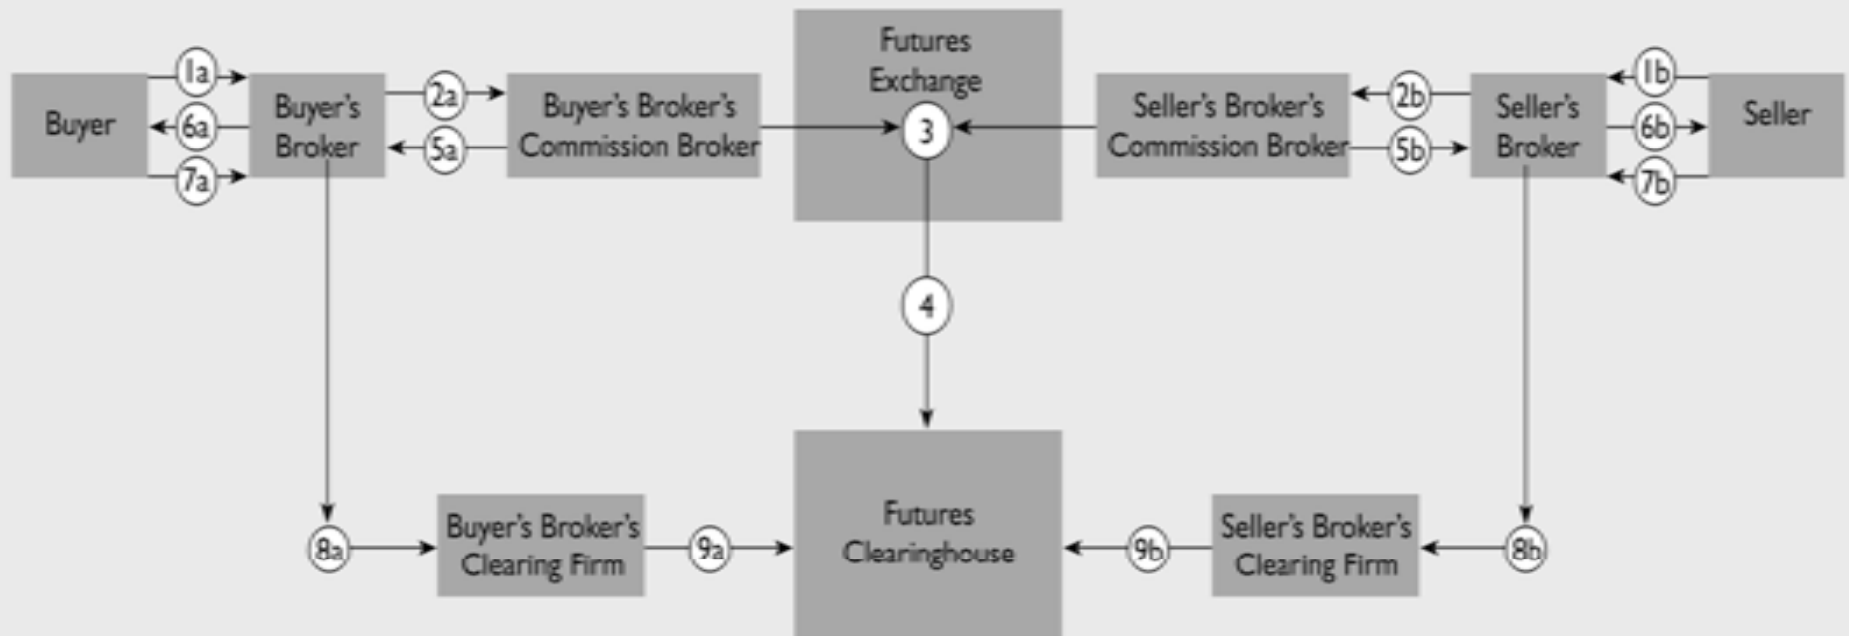 Futures
Exchange
1a
1b
Buyer
Buyer's
Broker
2a
Buyer's Broker's
Commission Broker
3
Seller's Broker's
Commission Broker
2b
Seller's
Broker
Seller
6a
6b
5a
5b
7a
7b
4
8a
Buyer's Broker's
Clearing Firm
9a
Futures
Clearinghouse
9b
Seller's Broker's
Clearing Firm
8b